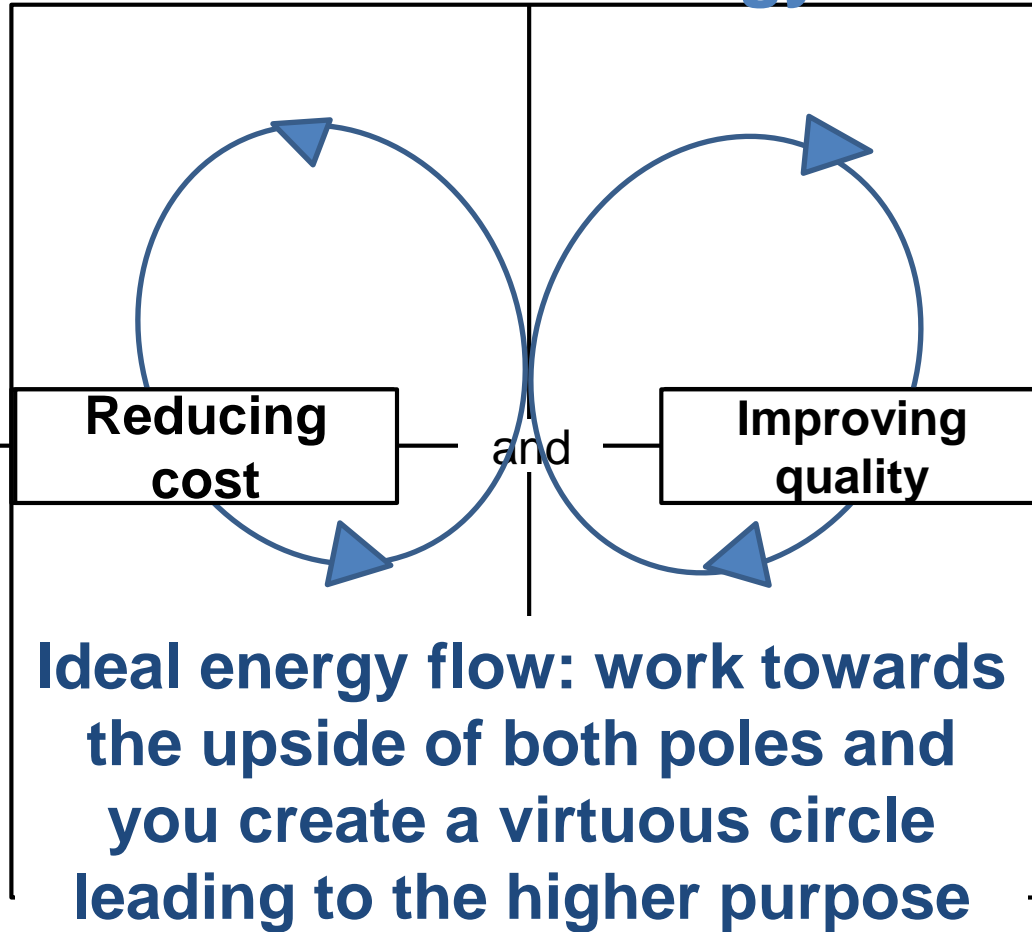 Reducing
cost
and
Improving
quality
Ideal energy flow: work towards
the upside of both poles and
you create a virtuous circle
leading to the higher purpose